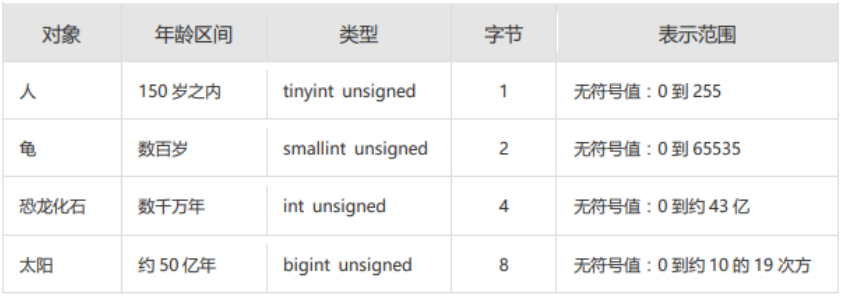 对象 年龄区间 类型 字节 表示范围
人 150 岁之内 tinyint unsigned 1 无符号值：0 到 255
龟 数百岁 smallint unsigned 2 无符号值：0 到 65535
恐龙化石 数千万年 int unsigned 4 无符号值：0 到约 43 亿
太阳 约 50 亿年 bigint unsigned 8 无符号值：0 到约 10 的 19 次方